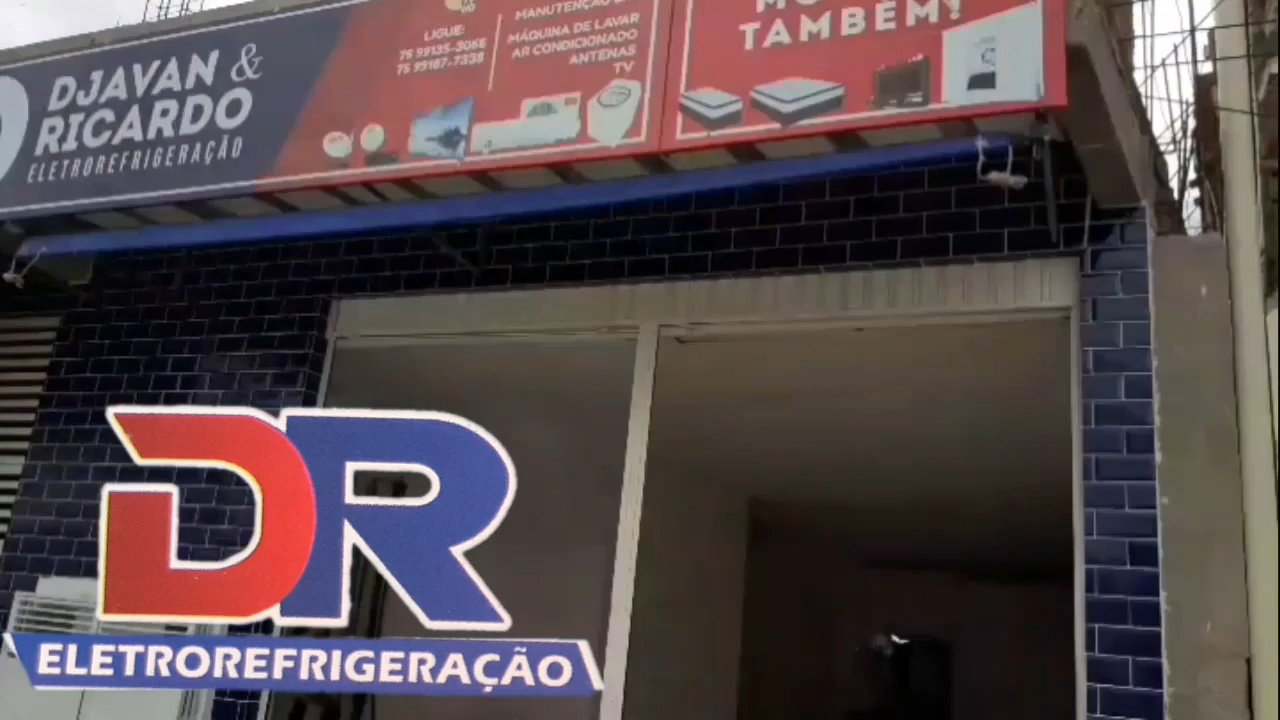 DJAVAN &
RICARDO
ELETROREFRIGERAÇÃO
LIGUE:
75 99135-3066
75 99187-7335
MANUTENÇÃO
MÁQUINA DE LAVAR
AR CONDICIONADO
ANTENAS
TV
TAMBÉM!
DR
ELETROREFRIGERAÇÃO